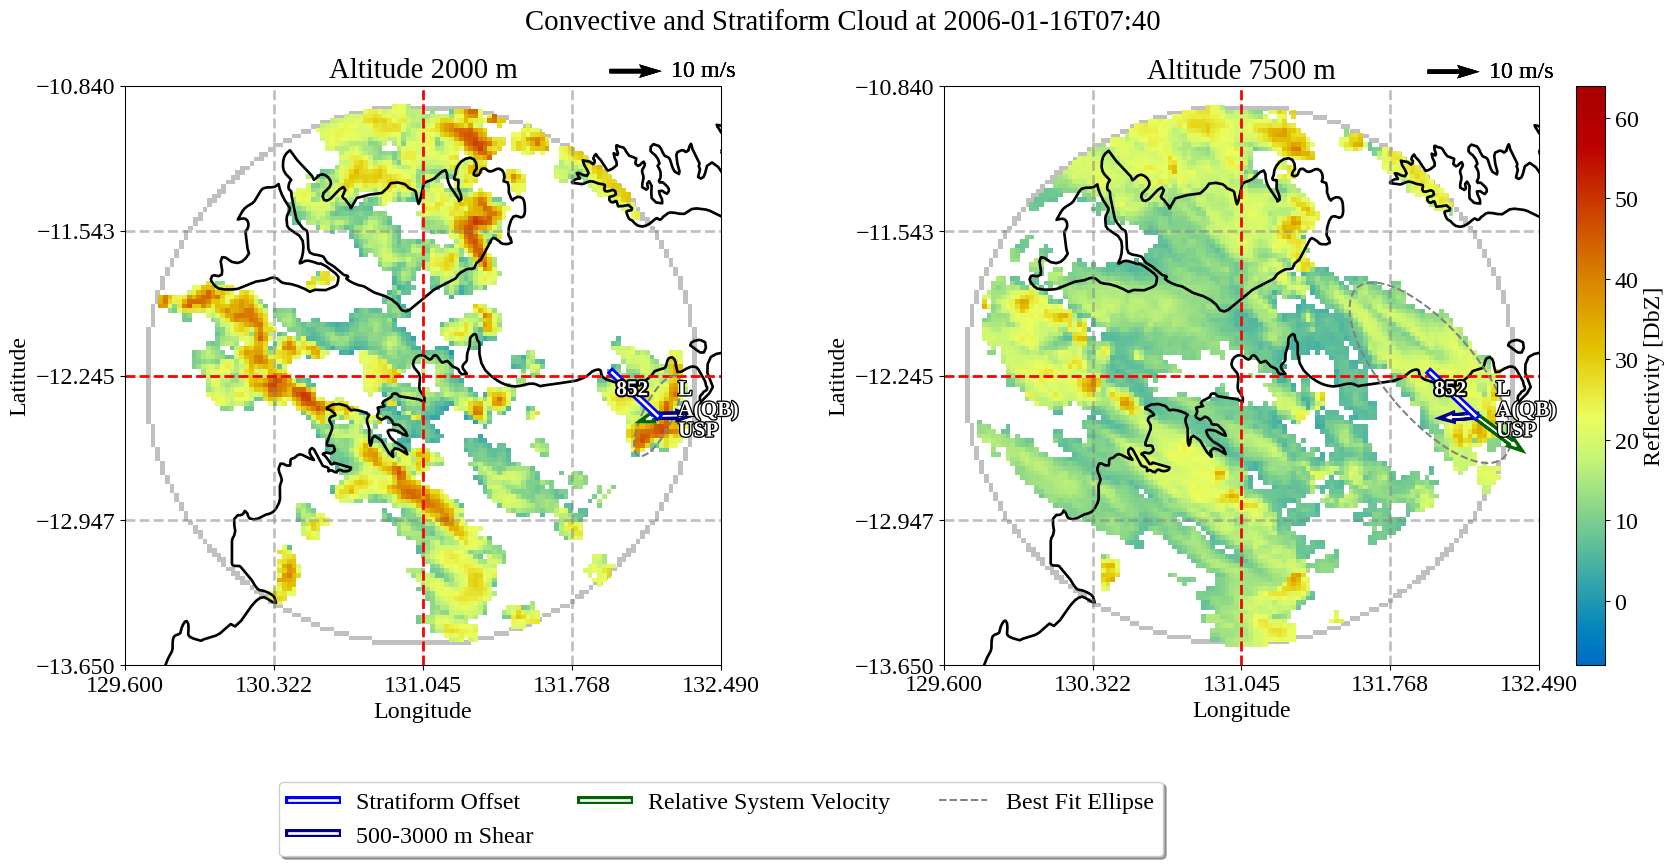 Convective and Stratiform Cloud at 2006-01-16T07:40
Altitude 2000 m
10 m/s
Altitude 7500 m
10 m/s
−10.840
−11.543
−12.245
−12.947
−13.650
129.600
130.322
131.045
131.768
132.490
Latitude
Longitude
852
L
A(QB)
USP
−10.840
−11.543
−12.245
−12.947
−13.650
129.600
130.322
131.045
131.768
132.490
Latitude
Longitude
852
L
A(QB)
USP
60
50
40
30
20
10
0
Reflectivity [DbZ]
Stratiform Offset
500-3000 m Shear
Relative System Velocity
Best Fit Ellipse